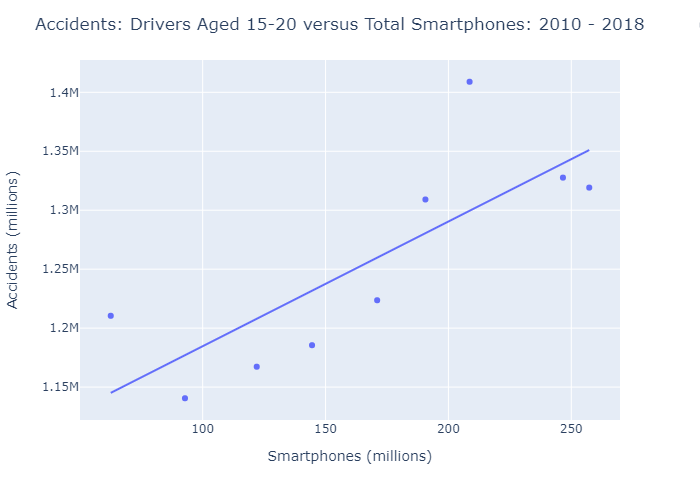 Accidents: Drivers Aged 15-20 versus Total Smartphones: 2010 - 2018
1.4M
1.35M
1.3M
1.25M
1.2M
1.15M
Accidents (millions)
100 150 200 250
Smartphones (millions)